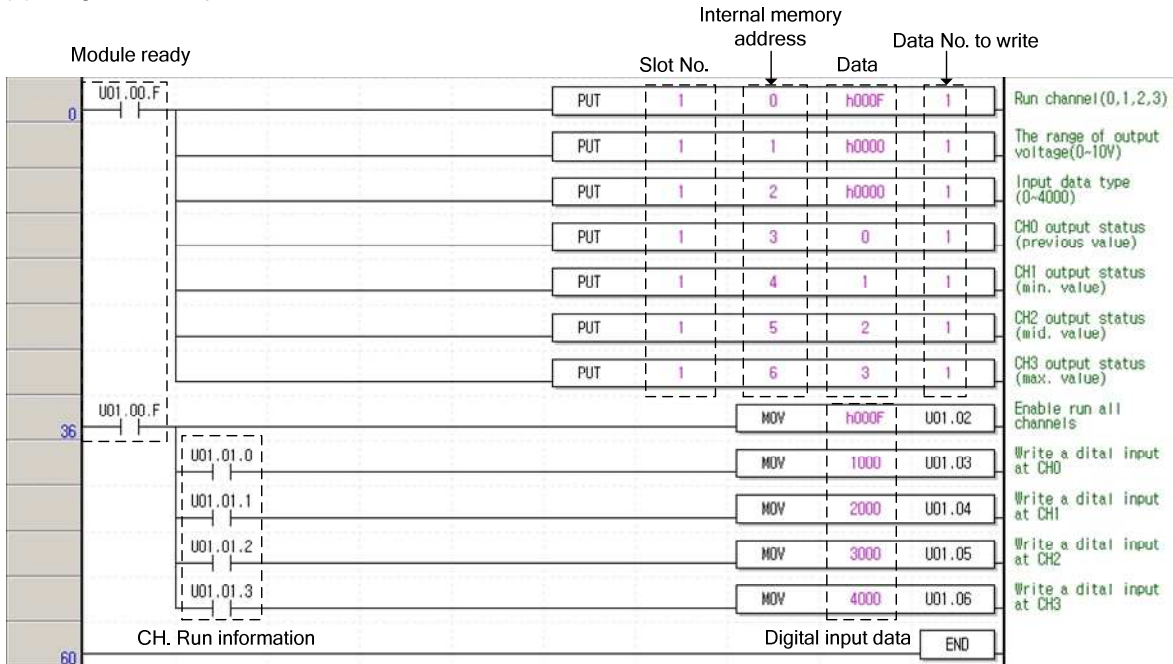 Internal memory
address
Data No. to write
Module ready
Slot No.
Data
U01.00.F
0
PUT 1 0 h000F 1
Run channel(0,1,2,3)
PUT 1 1 h0000 1
The range of output
voltage(0~10V)
PUT 1 2 h0000 1
Input data type
(0~4000)
PUT 1 3 0 1
CH0 output status
(previous value)
PUT 1 4 1 1
CH1 output status
(min. value)
PUT 1 5 2 1
CH2 output status
(mid. value)
PUT 1 6 3 1
CH3 output status
(max. value)
U01.00.F
36
MOV h000F U01.02
Enable run all
channels
U01.01.0
MOV 1000 U01.03
Write a dital input
at CH0
U01.01.1
MOV 2000 U01.04
Write a dital input
at CH1
U01.01.2
MOV 3000 U01.05
Write a dital input
at CH2
U01.01.3
MOV 4000 U01.06
Write a dital input
at CH3
CH. Run information
Digital input data
END
60